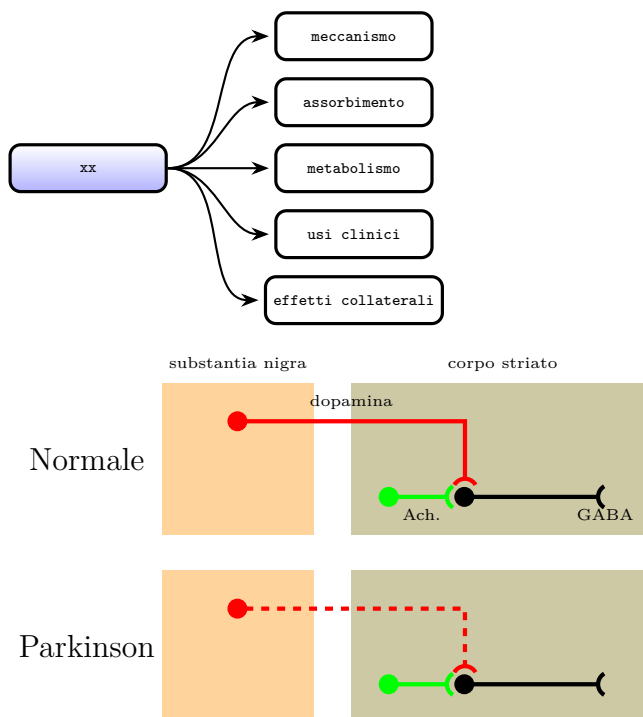 meccanismo
assorbimento
xx
metabolismo
usi clinici
effetti collaterali
substantia nigra
corpo striato
dopamina
Normale
Ach.
GABA
Parkinson